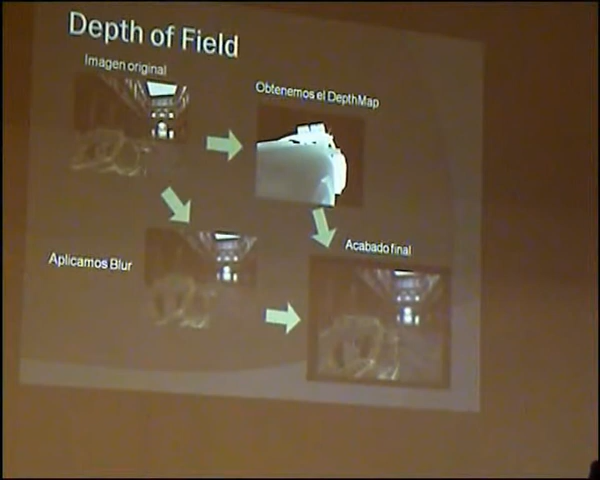 Depth of Field
Imagen original
Obtenemos el DepthMap
Aplicamos Blur
Acabado final